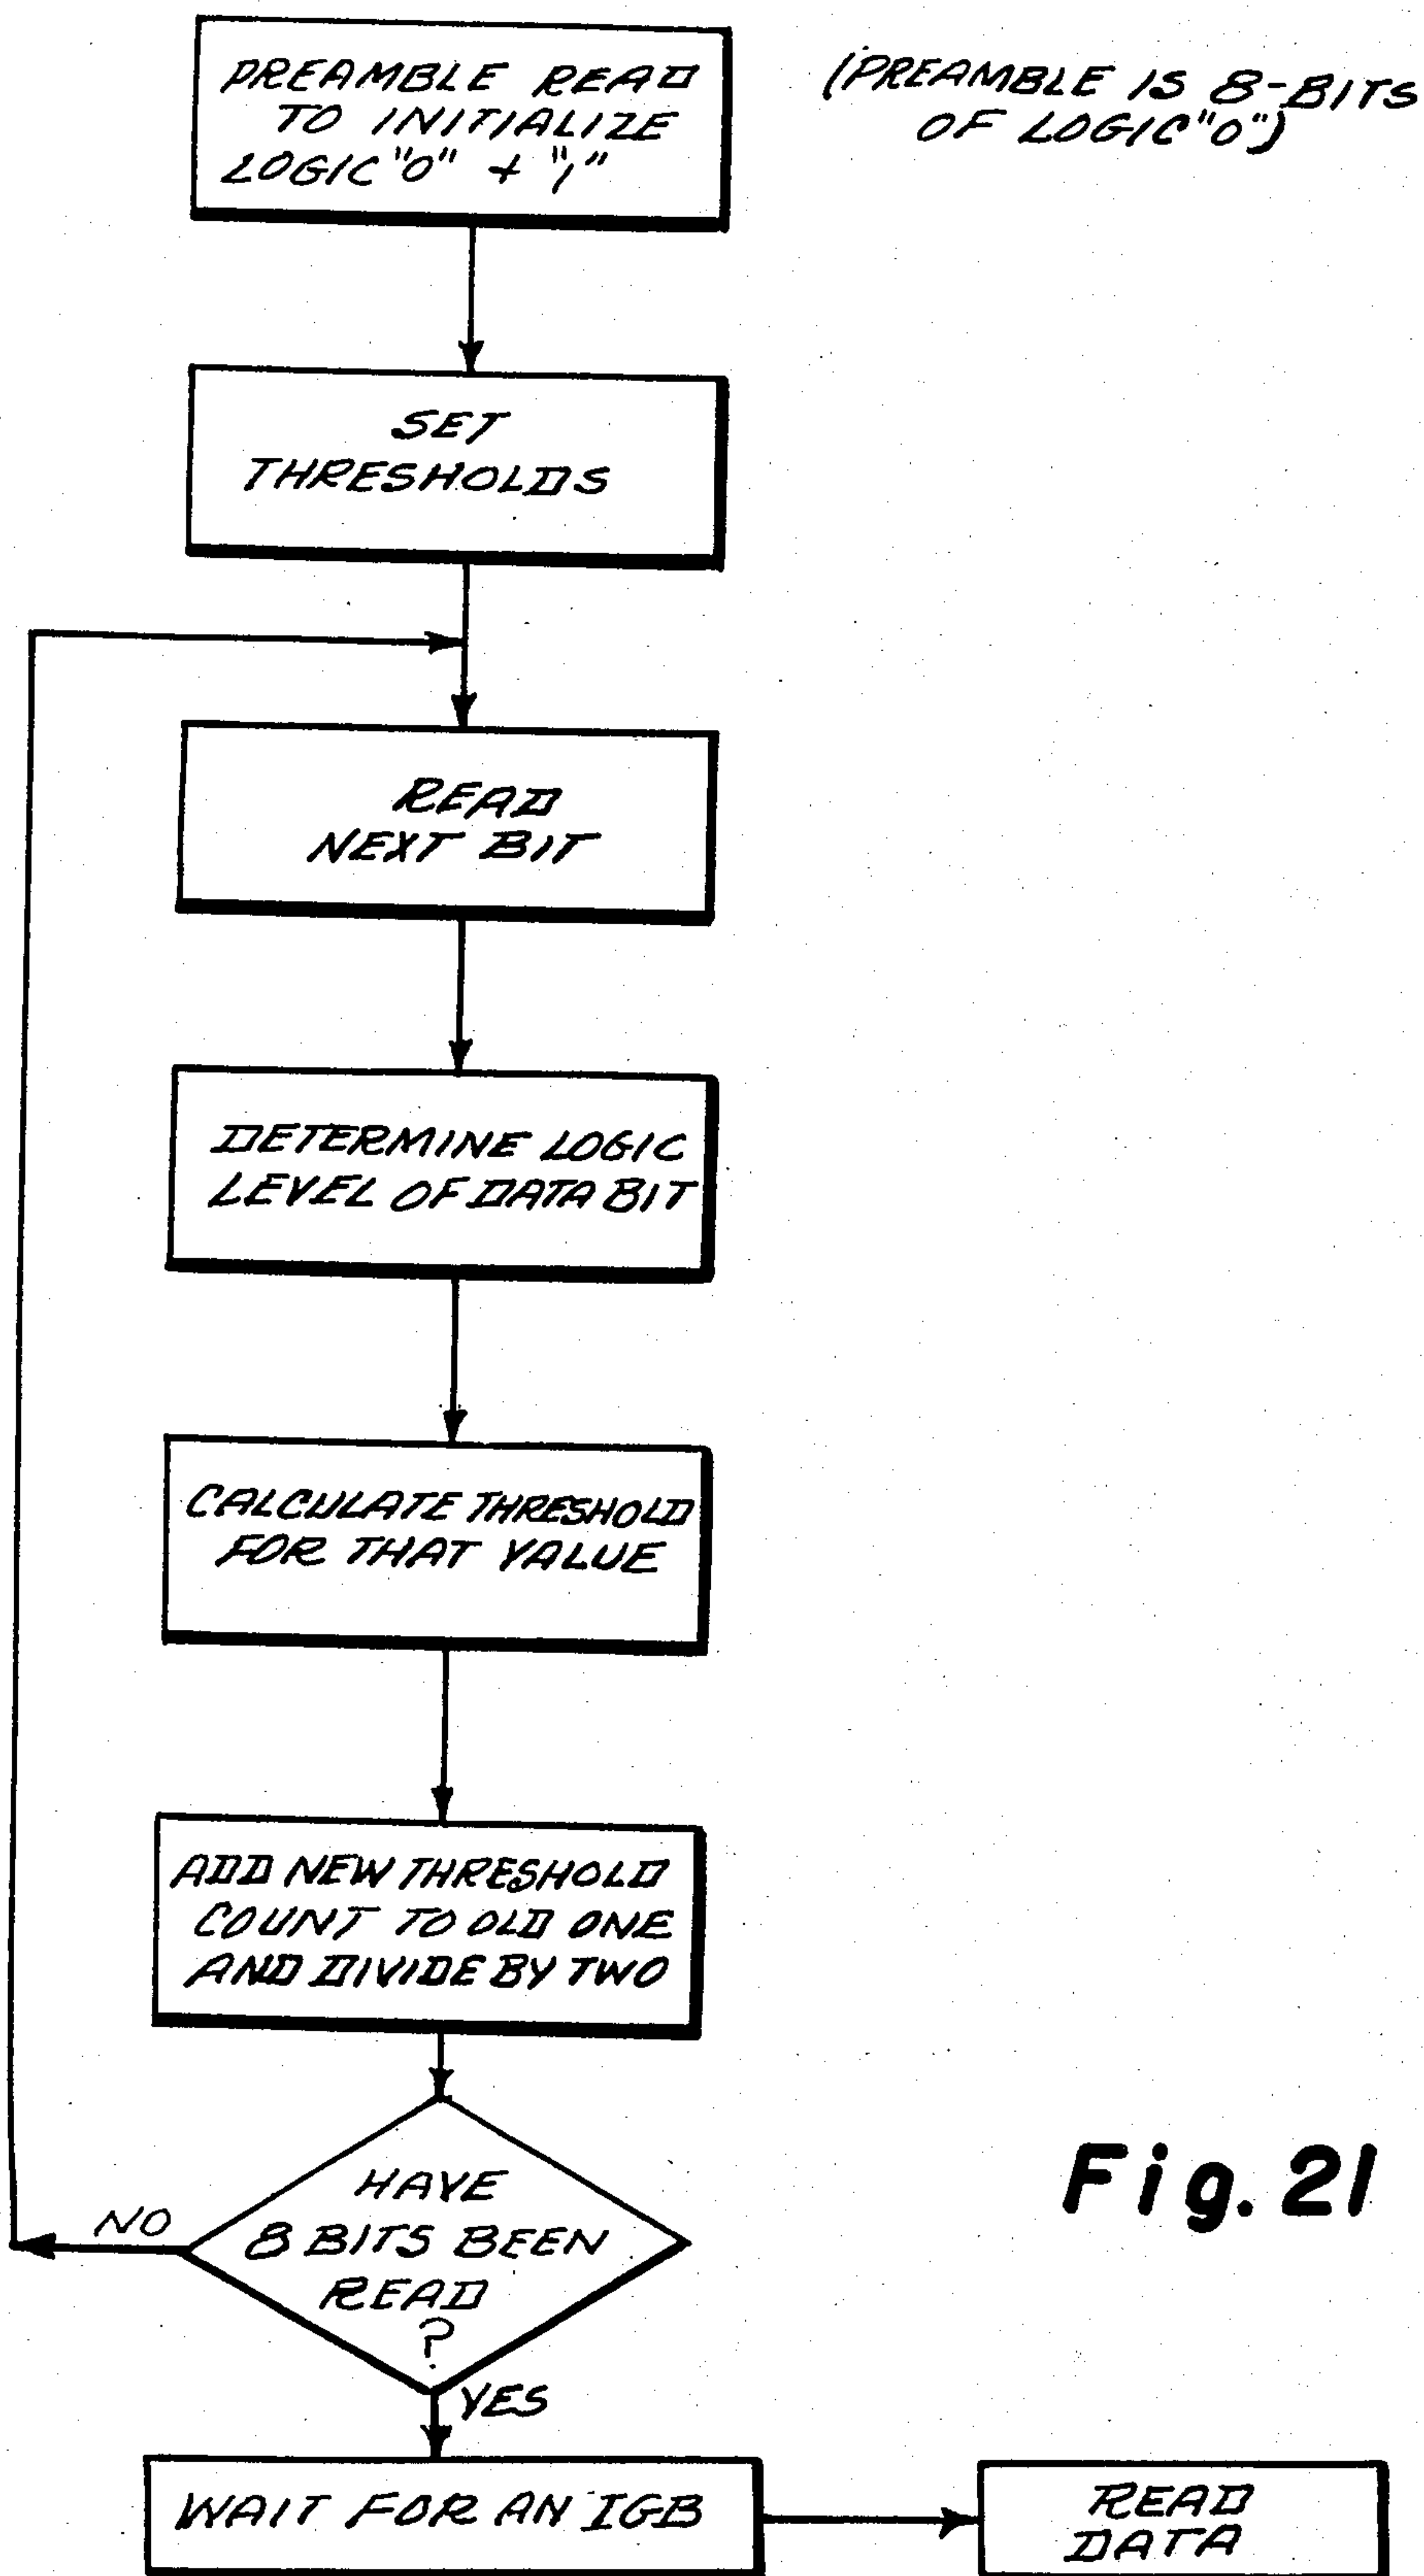 PREAMBLE READ
TO INITIALIZE
LOGIC "0" + "1"
(PREAMBLE IS 8-BITS
OF LOGIC "0")
SET
THRESHOLDS
READ
NEXT BIT
DETERMINE LOGIC
LEVEL OF DATA BIT
CALCULATE THRESHOLD
FOR THAT VALUE
ADD NEW THRESHOLD
COUNT TO OLD ONE
AND DIVIDE BY TWO
HAVE
8 BITS BEEN
READ
?
NO
YES
WAIT FOR AN IGB
READ
DATA
Fig. 21